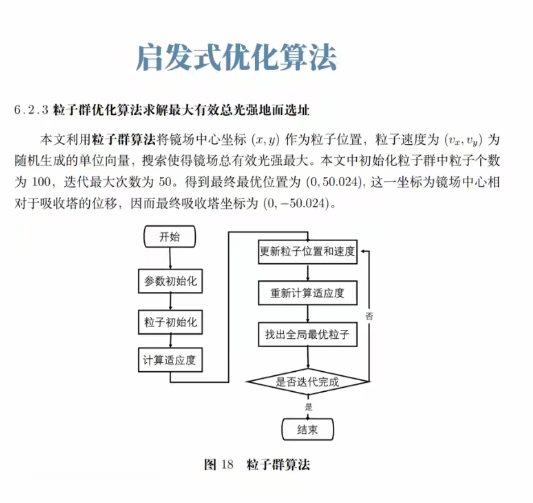 启发式优化算法
6.2.3 粒子群优化算法求解最大有效总光强地面选址
本文利用粒子群算法将镜场中心坐标 (x, y) 作为粒子位置，粒子速度为 (vₓ, vᵧ) 为
随机生成的单位向量，搜索使得镜场总有效光强最大。本文中初始化粒子群中粒子个数
为 100，迭代最大次数为 50。得到最终最优位置为 (0, 50.024), 这一坐标为镜场中心相
对于吸收塔的位移，因而最终吸收塔坐标为 (0, −50.024)。
开始
参数初始化
粒子初始化
计算适应度
更新粒子位置和速度
重新计算适应度
找出全局最优粒子
是否迭代完成
否
是
结束
图 18 粒子群算法